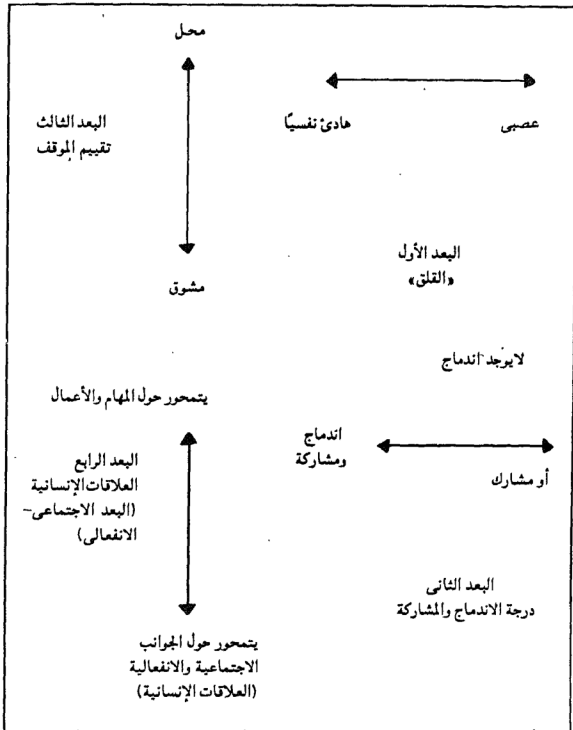 محل
عصبى
هادئ نفسيًا
البعد الثالث
تقييم الموقف
البعد الأول
«القلق»
مشوق
لايوجد اندماج
يتمحور حول المهام والأعمال
اندماج
ومشاركة
أو مشارك
البعد الرابع
العلاقات الإنسانية
(البعد الاجتماعى-
الانفعالى)
البعد الثانى
درجة الاندماج والمشاركة
يتمحور حول الجوانب
الاجتماعية والانفعالية
(العلاقات الإنسانية)